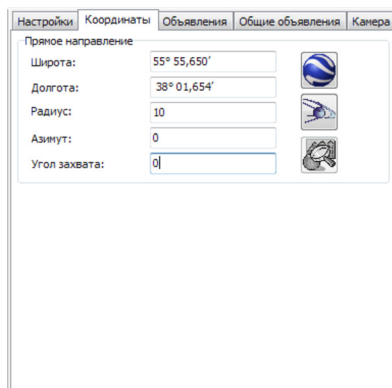 Настройки Координаты Объявления Общие объявления Камера
Прямое направление
Широта: 55° 55,650′
Долгота: 38° 01,654′
Радиус: 10
Азимут: 0
Угол захвата: 0